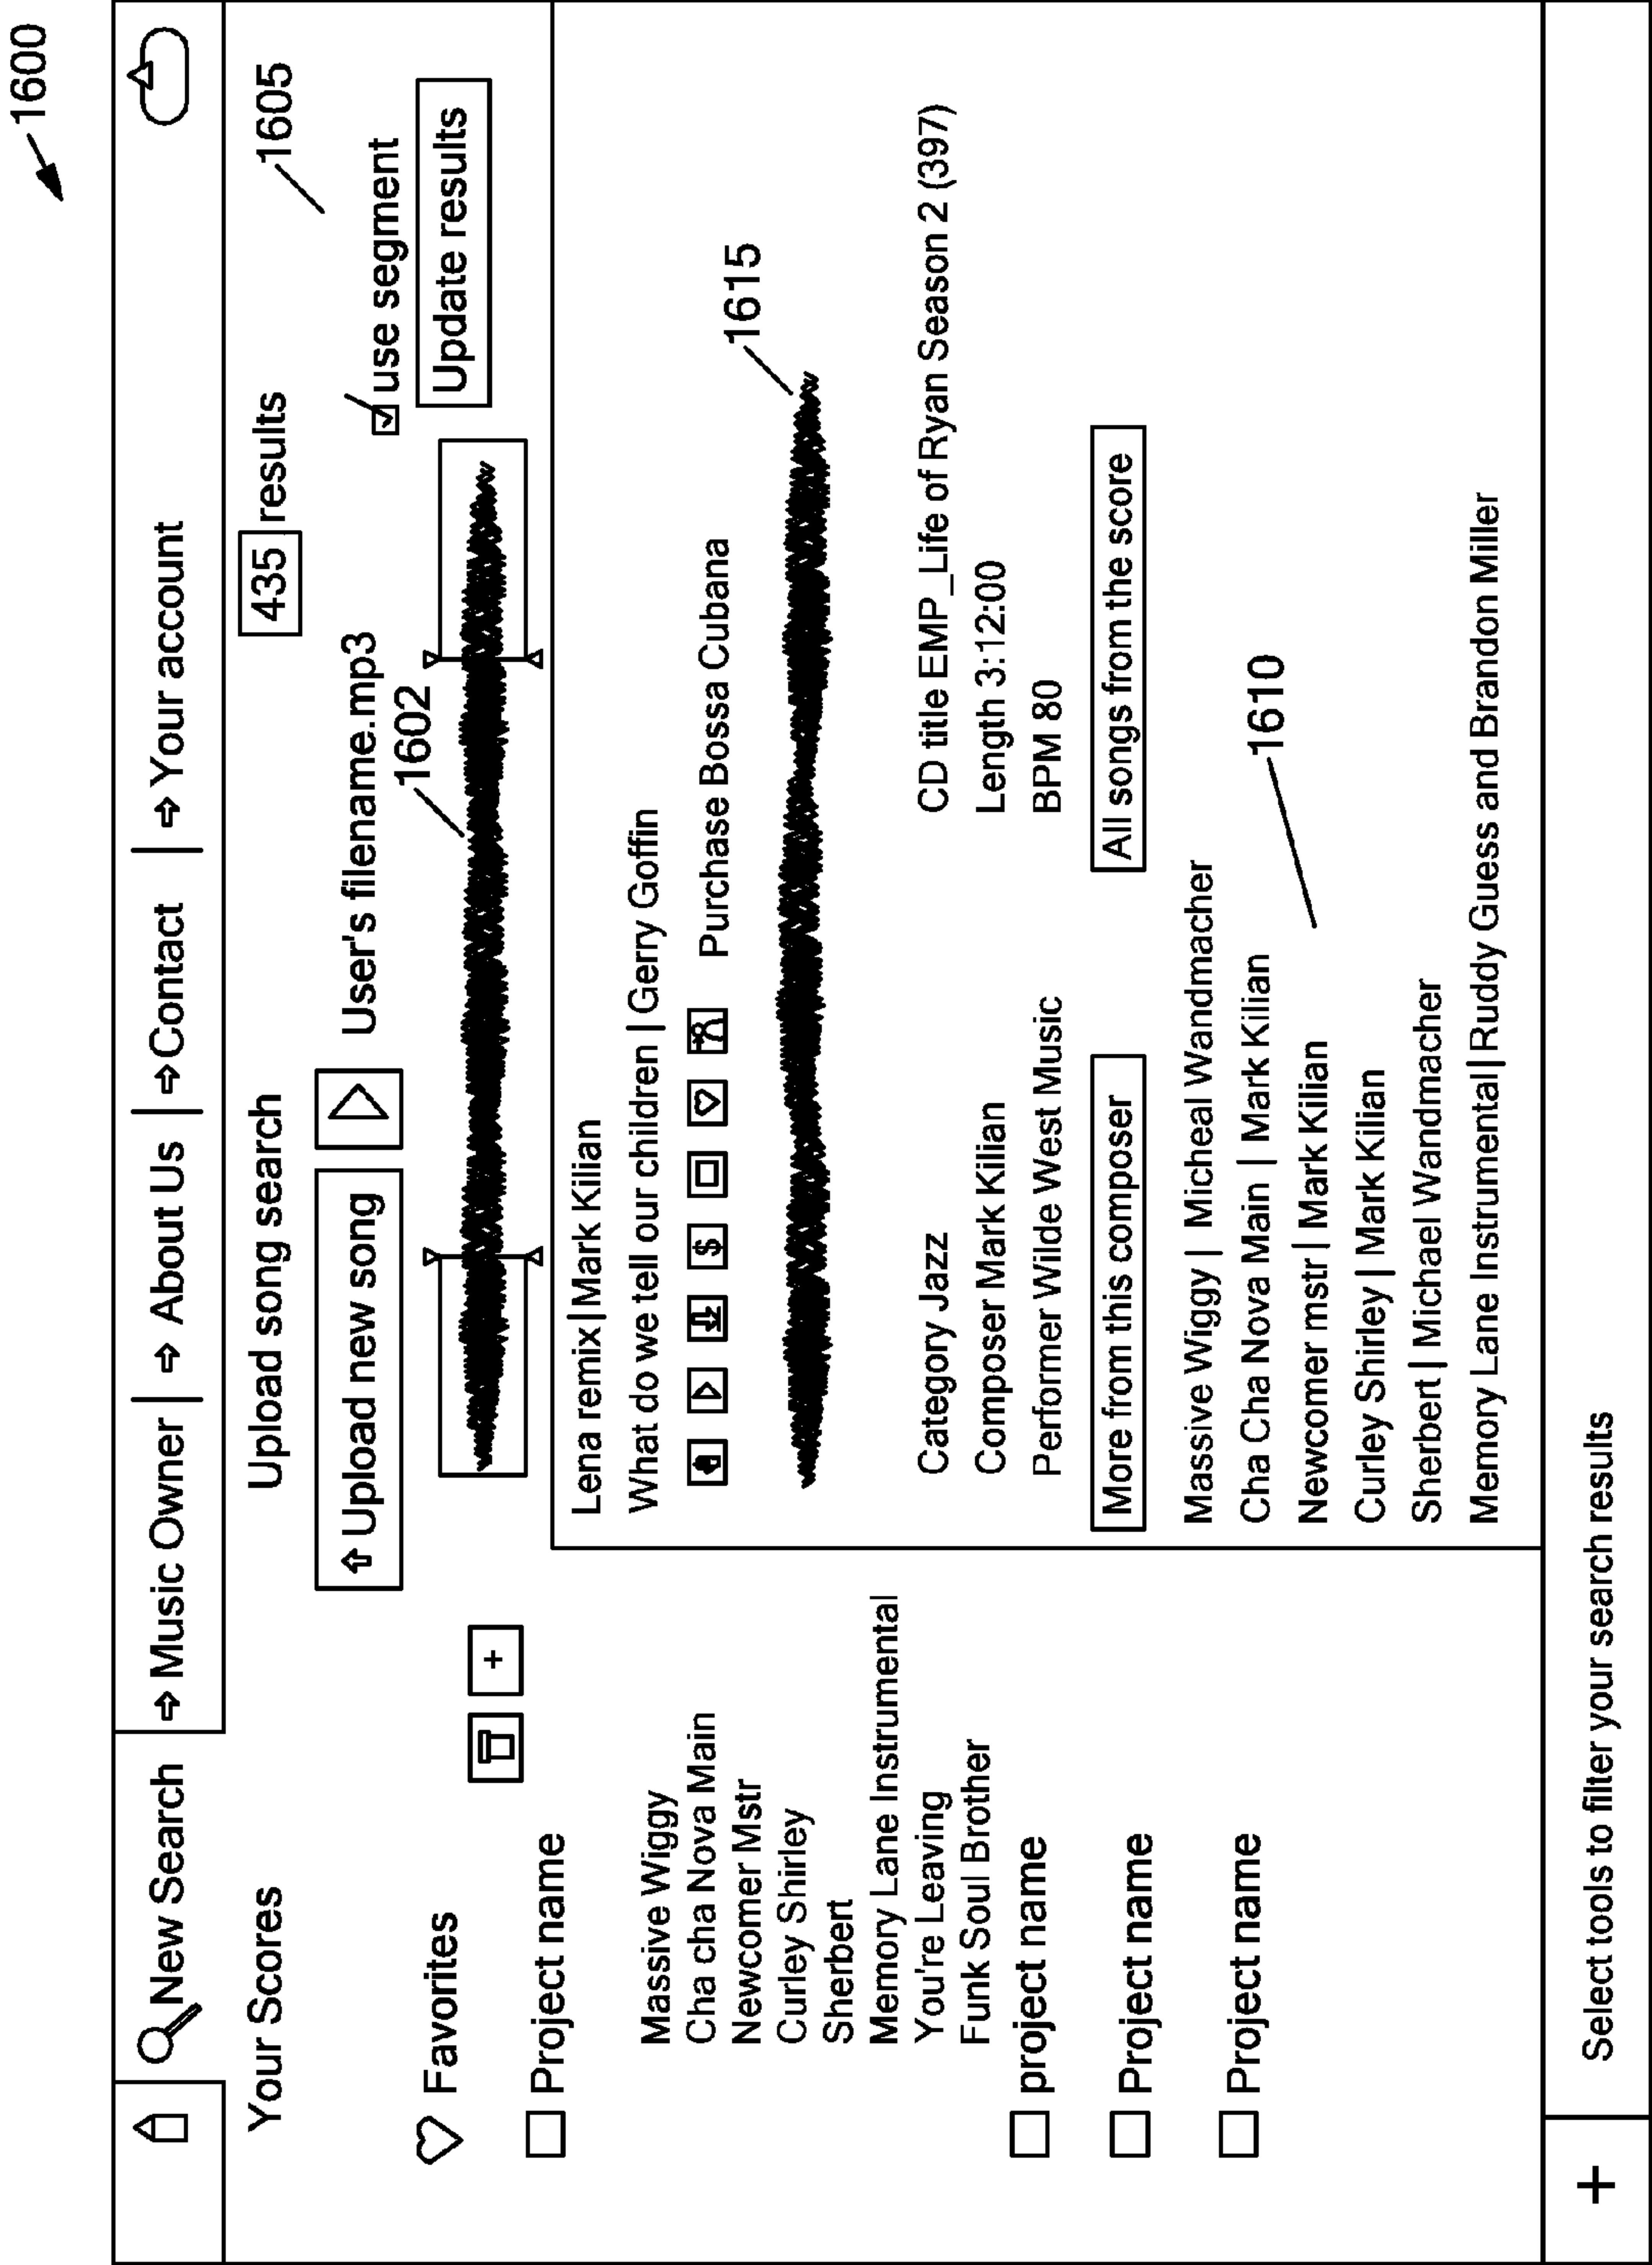 1600
New Search
⇨ Music Owner | ⇨ About Us | ⇨Contact | ⇨ Your account
Your Scores
Upload song search
435 results
1605
⇧ Upload new song
User's filename.mp3
1602
use segment
Update results
Favorites
+
Project name
Massive Wiggy
Cha cha Nova Main
Newcomer Mstr
Curley Shirley
Sherbert
Memory Lane Instrumental
You're Leaving
Funk Soul Brother
project name
Project name
Project name
Lena remix|Mark Kilian
What do we tell our children | Gerry Goffin
$
Purchase Bossa Cubana
1615
Category Jazz
CD title EMP_Life of Ryan Season 2 (397)
Composer Mark Kilian
Length 3:12:00
Performer Wilde West Music
BPM 80
More from this composer
All songs from the score
Massive Wiggy | Micheal Wandmacher
Cha Cha Nova Main | Mark Kilian
Newcomer mstr | Mark Kilian
1610
Curley Shirley | Mark Kilian
Sherbert | Michael Wandmacher
Memory Lane Instrumental|Ruddy Guess and Brandon Miller
+
Select tools to filter your search results